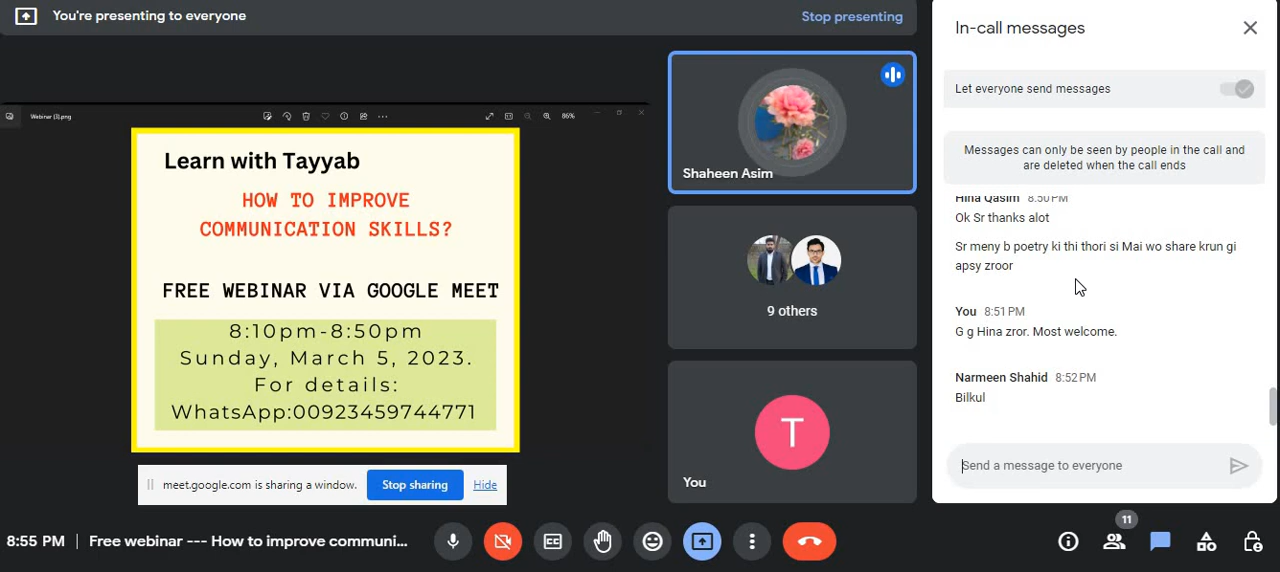 You're presenting to everyone
Stop presenting
Webinar (3).png
86%
Learn with Tayyab
HOW TO IMPROVE
COMMUNICATION SKILLS?
FREE WEBINAR VIA GOOGLE MEET
8:10pm-8:50pm
Sunday, March 5, 2023.
For details:
WhatsApp:00923459744771
meet.google.com is sharing a window.
Stop sharing
Hide
Shaheen Asim
9 others
T
You
In-call messages
Let everyone send messages
Messages can only be seen by people in the call and
are deleted when the call ends
Hina Qasim 8:50 PM
Ok Sr thanks alot
Sr meny b poetry ki thi thori si Mai wo share krun gi
apsy zroor
You 8:51 PM
G g Hina zror. Most welcome.
Narmeen Shahid 8:52 PM
Bilkul
Send a message to everyone
8:55 PM | Free webinar --- How to improve communi...
11